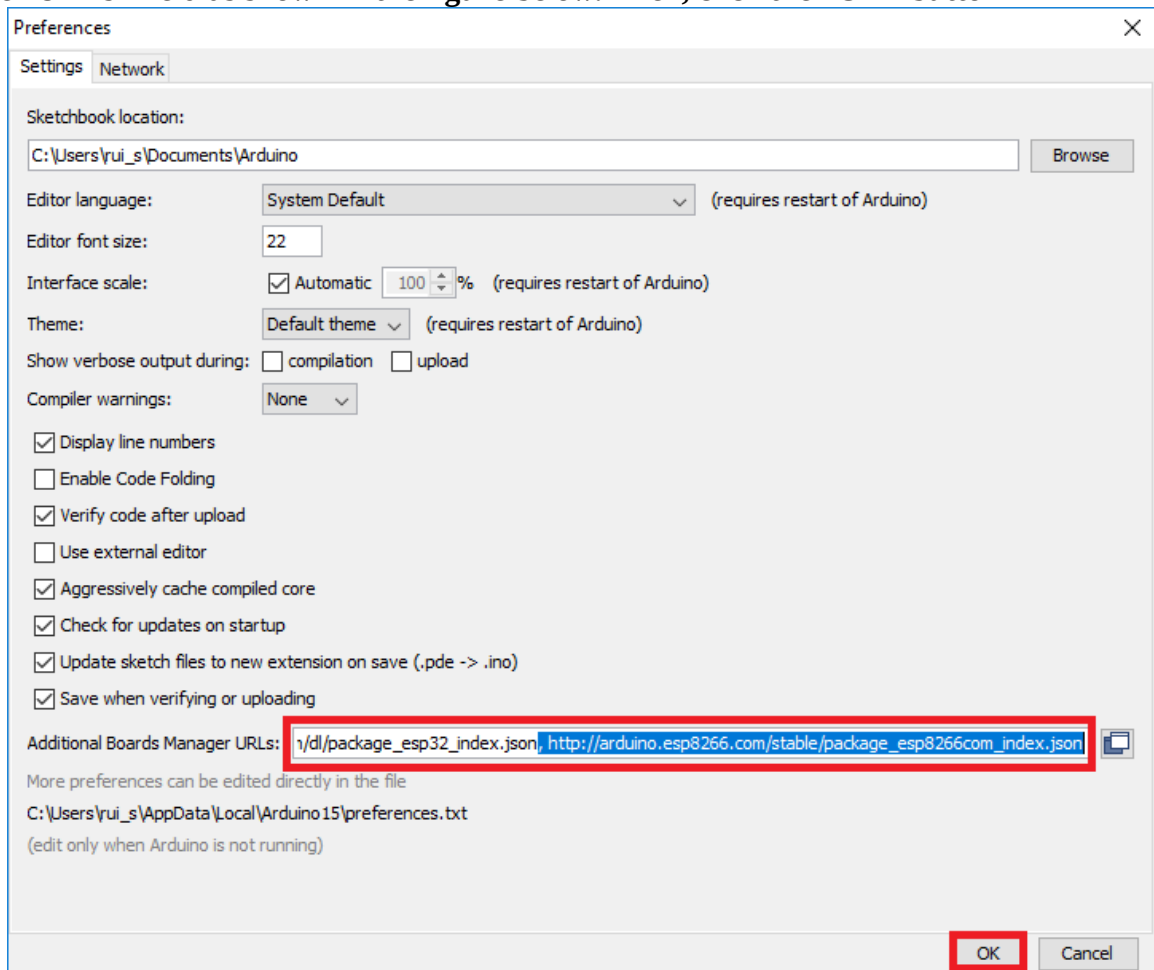 Preferences
Settings Network
Sketchbook location:
C:\Users\rui_s\Documents\Arduino Browse
Editor language: System Default (requires restart of Arduino)
Editor font size: 22
Interface scale: Automatic 100 % (requires restart of Arduino)
Theme: Default theme (requires restart of Arduino)
Show verbose output during: compilation upload
Compiler warnings: None
Display line numbers
Enable Code Folding
Verify code after upload
Use external editor
Aggressively cache compiled core
Check for updates on startup
Update sketch files to new extension on save (.pde -> .ino)
Save when verifying or uploading
Additional Boards Manager URLs: /dl/package_esp32_index.json, http://arduino.esp8266.com/stable/package_esp8266com_index.json
More preferences can be edited directly in the file
C:\Users\rui_s\AppData\Local\Arduino15\preferences.txt
(edit only when Arduino is not running)
OK Cancel